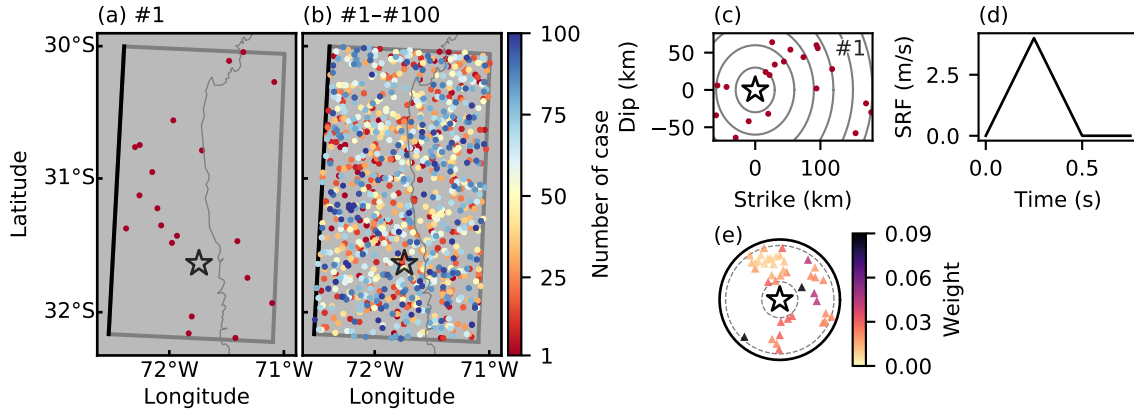 (a) #1
(b) #1–#100
30°S
31°S
32°S
Latitude
72°W
71°W
Longitude
72°W
71°W
Longitude
100
75
50
25
1
Number of case
(c)
#1
50
0
−50
Dip (km)
0
100
Strike (km)
(d)
2.5
0.0
SRF (m/s)
0.0
0.5
Time (s)
(e)
0.09
0.06
0.03
0.00
Weight